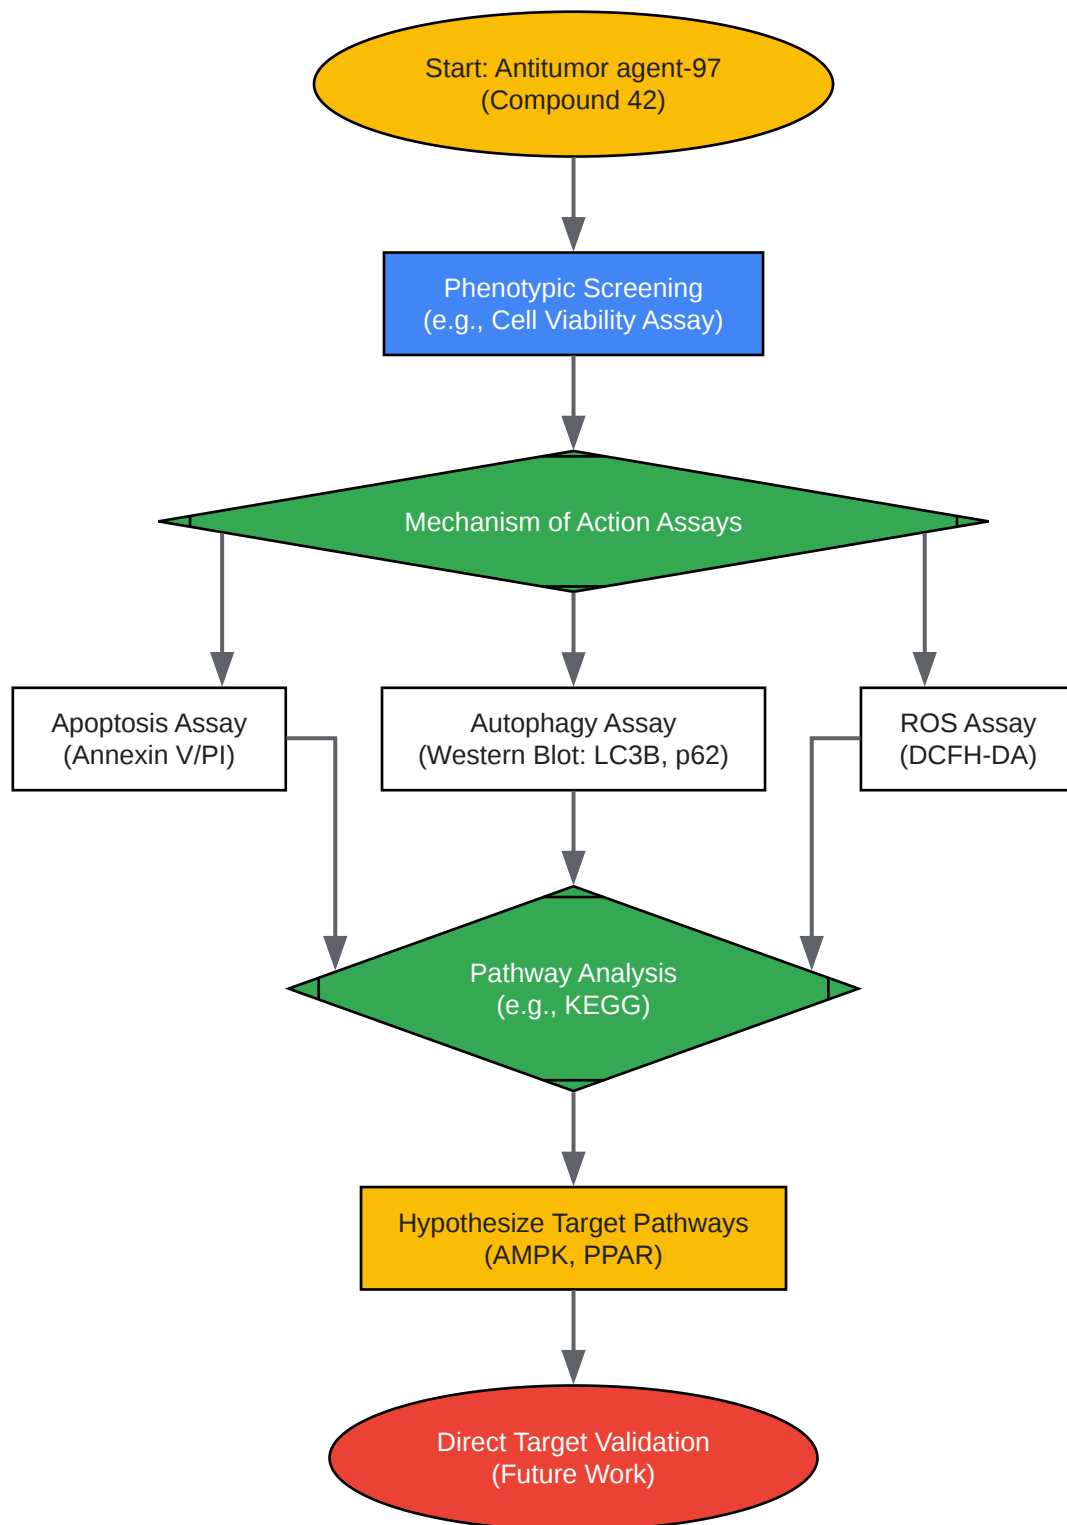 Start: Antitumor agent-97
(Compound 42)
Phenotypic Screening
(e.g., Cell Viability Assay)
Mechanism of Action Assays
Apoptosis Assay
(Annexin V/PI)
Autophagy Assay
(Western Blot: LC3B, p62)
ROS Assay
(DCFH-DA)
Pathway Analysis
(e.g., KEGG)
Hypothesize Target Pathways
(AMPK, PPAR)
Direct Target Validation
(Future Work)